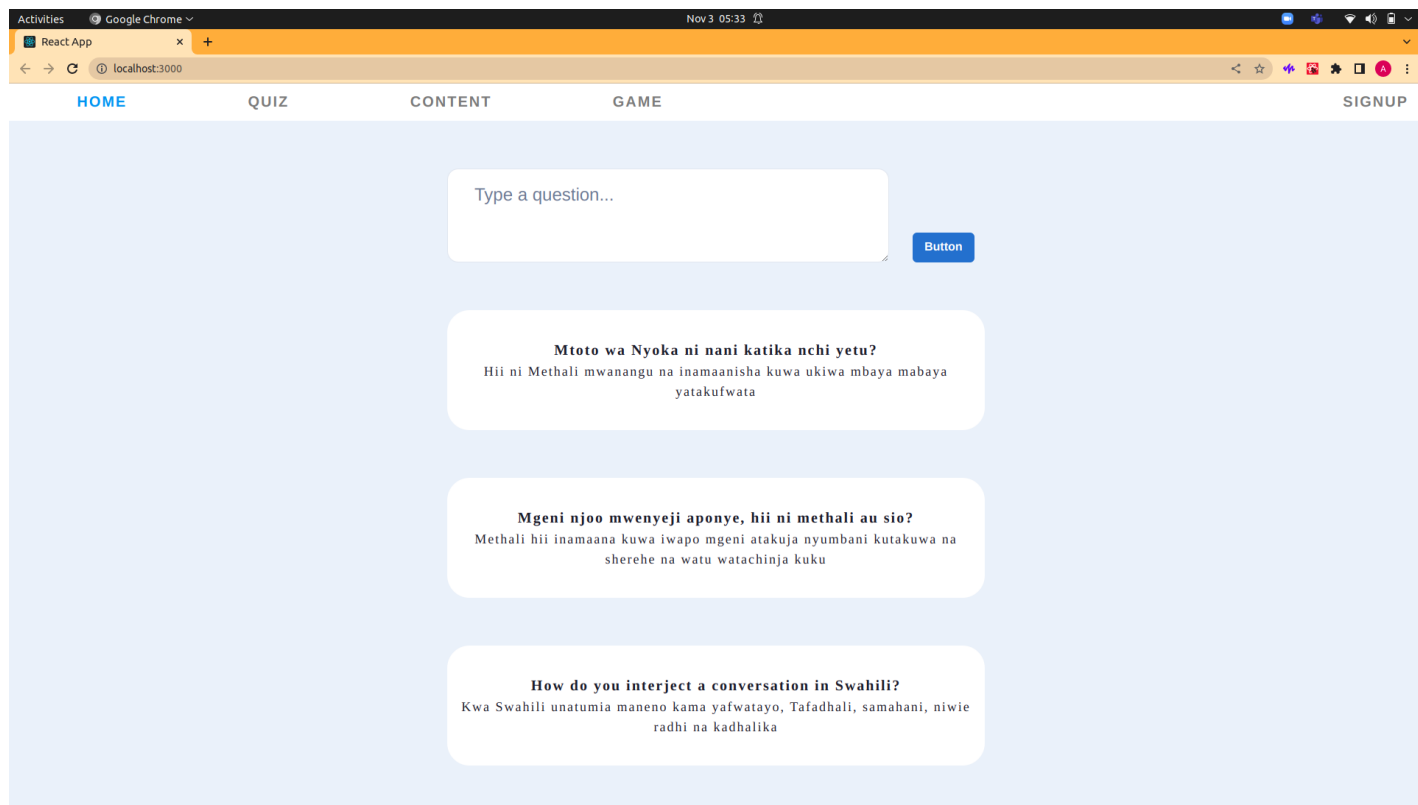 Activities Google Chrome Nov 3 05:33
React App
localhost:3000 A
HOME QUIZ CONTENT GAME SIGNUP
Type a question...
Button
Mtoto wa Nyoka ni nani katika nchi yetu?
Hii ni Methali mwanangu na inamaanisha kuwa ukiwa mbaya mabaya
yatakufwata
Mgeni njoo mwenyeji aponye, hii ni methali au sio?
Methali hii inamaana kuwa iwapo mgeni atakuja nyumbani kutakuwa na
sherehe na watu watachinja kuku
How do you interject a conversation in Swahili?
Kwa Swahili unatumia maneno kama yafwatayo, Tafadhali, samahani, niwie
radhi na kadhalika